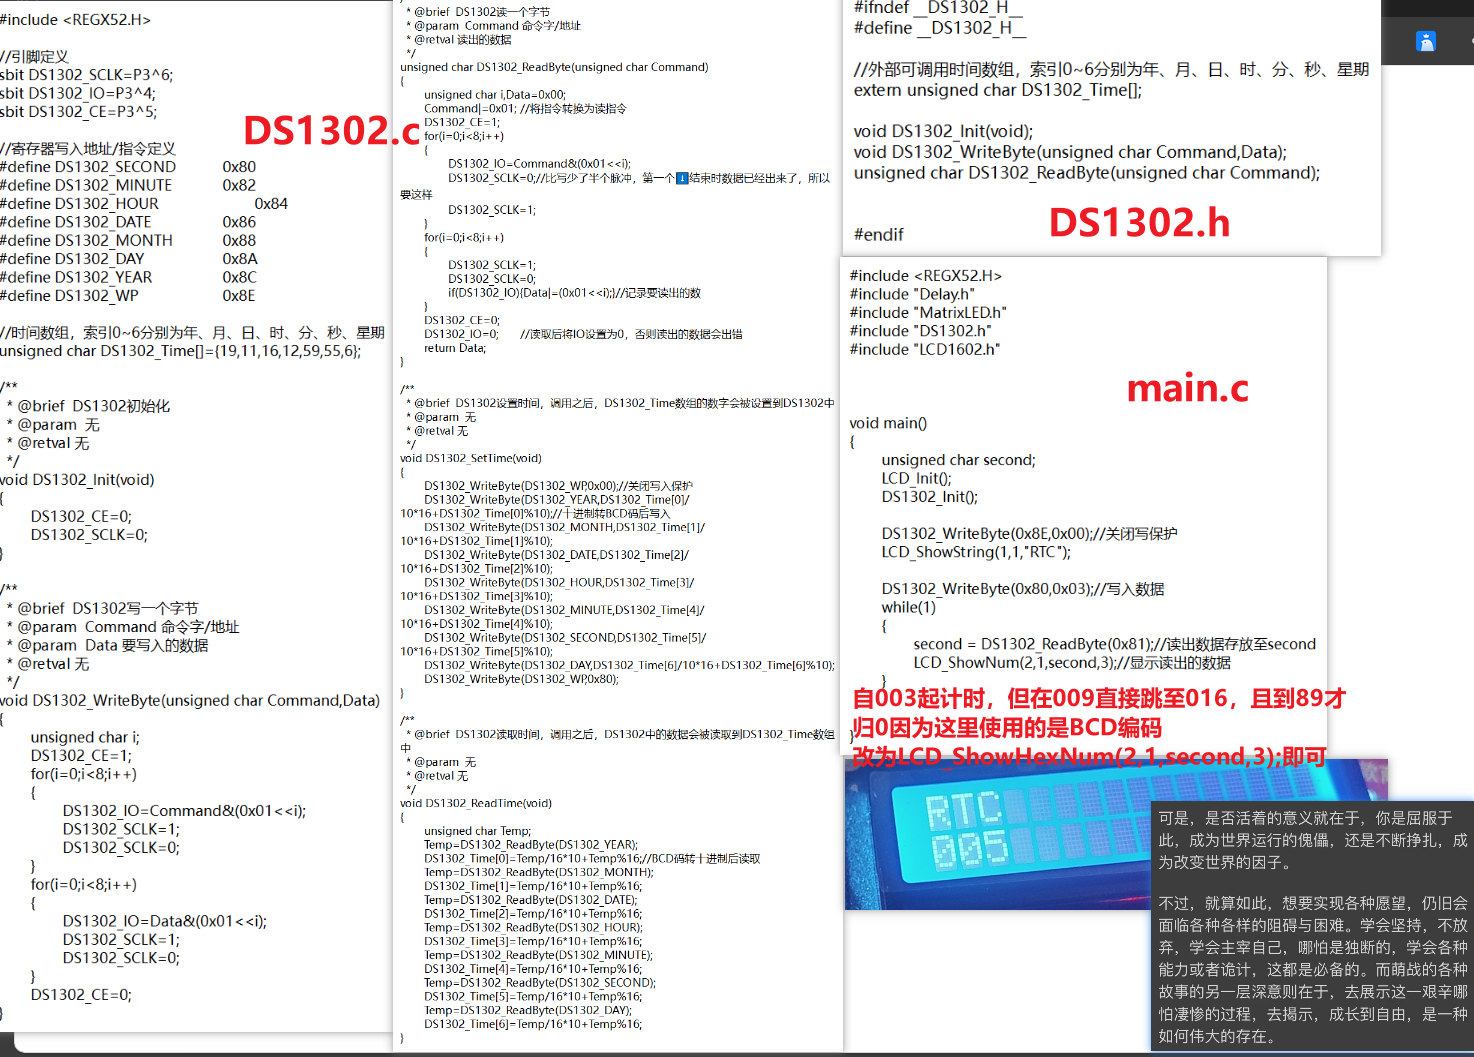 #include <REGX52.H>
//引脚定义
sbit DS1302_SCLK=P3^6;
sbit DS1302_IO=P3^4;
sbit DS1302_CE=P3^5;
DS1302.c
//寄存器写入地址/指令定义
#define DS1302_SECOND 0x80
#define DS1302_MINUTE 0x82
#define DS1302_HOUR 0x84
#define DS1302_DATE 0x86
#define DS1302_MONTH 0x88
#define DS1302_DAY 0x8A
#define DS1302_YEAR 0x8C
#define DS1302_WP 0x8E
//时间数组，索引0~6分别为年、月、日、时、分、秒、星期
unsigned char DS1302_Time[]={19,11,16,12,59,55,6};
/**
* @brief DS1302初始化
* @param 无
* @retval 无
*/
void DS1302_Init(void)
{
DS1302_CE=0;
DS1302_SCLK=0;
}
/**
* @brief DS1302写一个字节
* @param Command 命令字/地址
* @param Data 要写入的数据
* @retval 无
*/
void DS1302_WriteByte(unsigned char Command,Data)
{
unsigned char i;
DS1302_CE=1;
for(i=0;i<8;i++)
{
DS1302_IO=Command&(0x01<<i);
DS1302_SCLK=1;
DS1302_SCLK=0;
}
for(i=0;i<8;i++)
{
DS1302_IO=Data&(0x01<<i);
DS1302_SCLK=1;
DS1302_SCLK=0;
}
DS1302_CE=0;
}
* @brief DS1302读一个字节
* @param Command 命令字/地址
* @retval 读出的数据
*/
unsigned char DS1302_ReadByte(unsigned char Command)
{
unsigned char i,Data=0x00;
Command|=0x01; //将指令转换为读指令
DS1302_CE=1;
for(i=0;i<8;i++)
{
DS1302_IO=Command&(0x01<<i);
DS1302_SCLK=0;//比写少了半个脉冲，第一个⬇️结束时数据已经出来了，所以
要这样
DS1302_SCLK=1;
}
for(i=0;i<8;i++)
{
DS1302_SCLK=1;
DS1302_SCLK=0;
if(DS1302_IO){Data|=(0x01<<i);}//记录要读出的数
}
DS1302_CE=0;
DS1302_IO=0; //读取后将IO设置为0，否则读出的数据会出错
return Data;
}
/**
* @brief DS1302设置时间，调用之后，DS1302_Time数组的数字会被设置到DS1302中
* @param 无
* @retval 无
*/
void DS1302_SetTime(void)
{
DS1302_WriteByte(DS1302_WP,0x00);//关闭写入保护
DS1302_WriteByte(DS1302_YEAR,DS1302_Time[0]/
10*16+DS1302_Time[0]%10);//十进制转BCD码后写入
DS1302_WriteByte(DS1302_MONTH,DS1302_Time[1]/
10*16+DS1302_Time[1]%10);
DS1302_WriteByte(DS1302_DATE,DS1302_Time[2]/
10*16+DS1302_Time[2]%10);
DS1302_WriteByte(DS1302_HOUR,DS1302_Time[3]/
10*16+DS1302_Time[3]%10);
DS1302_WriteByte(DS1302_MINUTE,DS1302_Time[4]/
10*16+DS1302_Time[4]%10);
DS1302_WriteByte(DS1302_SECOND,DS1302_Time[5]/
10*16+DS1302_Time[5]%10);
DS1302_WriteByte(DS1302_DAY,DS1302_Time[6]/10*16+DS1302_Time[6]%10);
DS1302_WriteByte(DS1302_WP,0x80);
}
/**
* @brief DS1302读取时间，调用之后，DS1302中的数据会被读取到DS1302_Time数组
中
* @param 无
* @retval 无
*/
void DS1302_ReadTime(void)
{
unsigned char Temp;
Temp=DS1302_ReadByte(DS1302_YEAR);
DS1302_Time[0]=Temp/16*10+Temp%16;//BCD码转十进制后读取
Temp=DS1302_ReadByte(DS1302_MONTH);
DS1302_Time[1]=Temp/16*10+Temp%16;
Temp=DS1302_ReadByte(DS1302_DATE);
DS1302_Time[2]=Temp/16*10+Temp%16;
Temp=DS1302_ReadByte(DS1302_HOUR);
DS1302_Time[3]=Temp/16*10+Temp%16;
Temp=DS1302_ReadByte(DS1302_MINUTE);
DS1302_Time[4]=Temp/16*10+Temp%16;
Temp=DS1302_ReadByte(DS1302_SECOND);
DS1302_Time[5]=Temp/16*10+Temp%16;
Temp=DS1302_ReadByte(DS1302_DAY);
DS1302_Time[6]=Temp/16*10+Temp%16;
}
#ifndef __DS1302_H__
#define __DS1302_H__
//外部可调用时间数组，索引0~6分别为年、月、日、时、分、秒、星期
extern unsigned char DS1302_Time[];
void DS1302_Init(void);
void DS1302_WriteByte(unsigned char Command,Data);
unsigned char DS1302_ReadByte(unsigned char Command);
DS1302.h
#endif
#include <REGX52.H>
#include "Delay.h"
#include "MatrixLED.h"
#include "DS1302.h"
#include "LCD1602.h"
main.c
void main()
{
unsigned char second;
LCD_Init();
DS1302_Init();
DS1302_WriteByte(0x8E,0x00);//关闭写保护
LCD_ShowString(1,1,"RTC");
DS1302_WriteByte(0x80,0x03);//写入数据
while(1)
{
second = DS1302_ReadByte(0x81);//读出数据存放至second
LCD_ShowNum(2,1,second,3);//显示读出的数据
}
自003起计时，但在009直接跳至016，且到89才
归0因为这里使用的是BCD编码
}
改为LCD_ShowHexNum(2,1,second,3);即可
RTC
005
可是，是否活着的意义就在于，你是屈服于
此，成为世界运行的傀儡，还是不断挣扎，成
为改变世界的因子。
不过，就算如此，想要实现各种愿望，仍旧会
面临各种各样的阻碍与困难。学会坚持，不放
弃，学会主宰自己，哪怕是独断的，学会各种
能力或者诡计，这都是必备的。而萌战的各种
故事的另一层深意则在于，去展示这一艰辛哪
怕凄惨的过程，去揭示，成长到自由，是一种
如何伟大的存在。